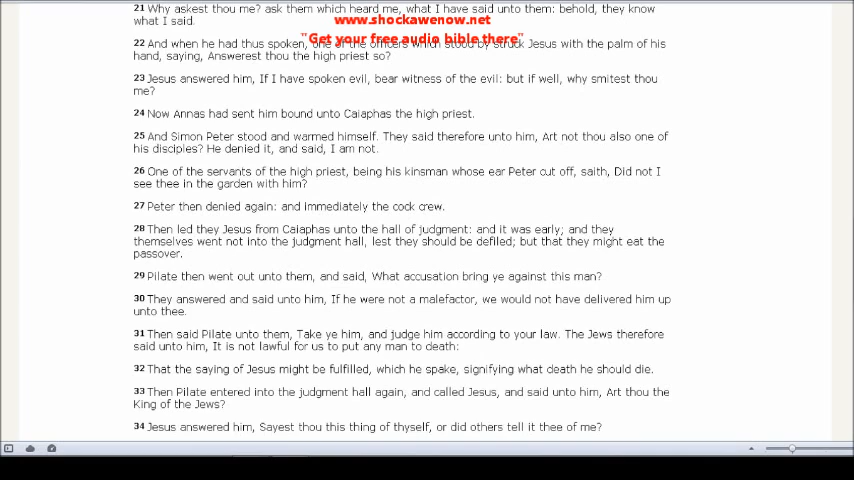 21 Why askest thou me? ask them which heard me, what I have said unto them: behold, they know
what I said.
www.shockawenow.net
"Get your free audio bible there"
22 And when he had thus spoken, one of the officers which stood by struck Jesus with the palm of his
hand, saying, Answerest thou the high priest so?
23 Jesus answered him, If I have spoken evil, bear witness of the evil: but if well, why smitest thou
me?
24 Now Annas had sent him bound unto Caiaphas the high priest.
25 And Simon Peter stood and warmed himself. They said therefore unto him, Art not thou also one of
his disciples? He denied it, and said, I am not.
26 One of the servants of the high priest, being his kinsman whose ear Peter cut off, saith, Did not I
see thee in the garden with him?
27 Peter then denied again: and immediately the cock crew.
28 Then led they Jesus from Caiaphas unto the hall of judgment: and it was early; and they
themselves went not into the judgment hall, lest they should be defiled; but that they might eat the
passover.
29 Pilate then went out unto them, and said, What accusation bring ye against this man?
30 They answered and said unto him, If he were not a malefactor, we would not have delivered him up
unto thee.
31 Then said Pilate unto them, Take ye him, and judge him according to your law. The Jews therefore
said unto him, It is not lawful for us to put any man to death:
32 That the saying of Jesus might be fulfilled, which he spake, signifying what death he should die.
33 Then Pilate entered into the judgment hall again, and called Jesus, and said unto him, Art thou the
King of the Jews?
34 Jesus answered him, Sayest thou this thing of thyself, or did others tell it thee of me?